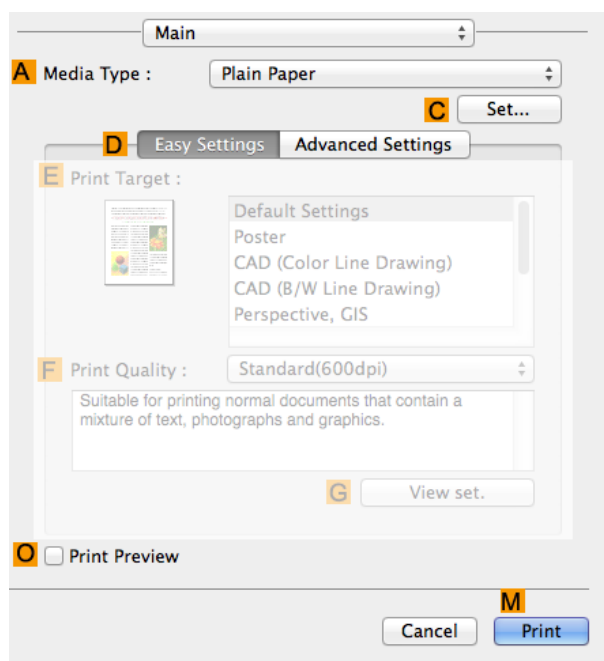 Main
A Media Type : Plain Paper
C Set...
D Easy Settings Advanced Settings
E Print Target :
Default Settings
Poster
CAD (Color Line Drawing)
CAD (B/W Line Drawing)
Perspective, GIS
F Print Quality : Standard(600dpi)
Suitable for printing normal documents that contain a
mixture of text, photographs and graphics.
G View set.
O Print Preview
M
Cancel Print